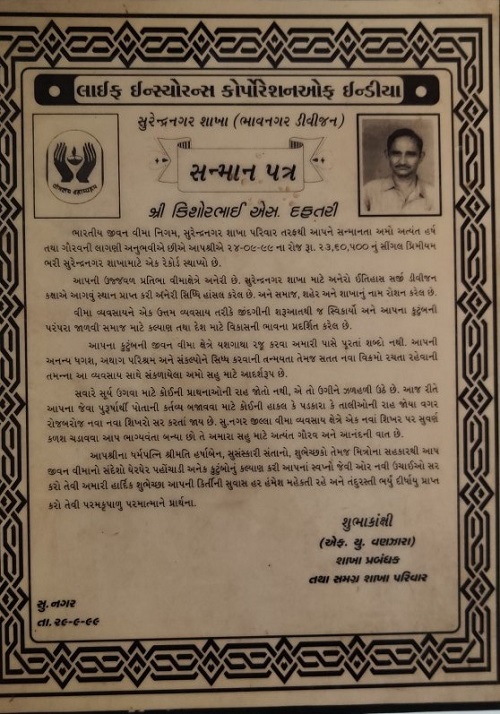 લાઈફ ઈન્સ્યોરન્સ કોર્પોરેશનઓફ ઈન્ડીયા
સુરેન્દ્રનગર શાખા (ભાવનગર ડીવીજન)
સન્માન પત્ર
યોગક્ષેમં વહામ્યહમ્
શ્રી કિશોરભાઈ એસ. દફતરી
ભારતીય જીવન વીમા નિગમ, સુરેન્દ્રનગર શાખા પરિવાર તરફથી આપને સન્માનતા અમો અત્યંત હર્ષ
તથા ગૌરવની લાગણી અનુભવીએ છીએ આપશ્રીએ ૨૪-૦૯-૯૯ ના રોજ રૂા. ૨૩,૬૦,૫૦૦ નું સીંગલ પ્રિમીયમ
ભરી સુરેન્દ્રનગર શાખામાટે એક રેકોર્ડ સ્થાપ્યો છે.
આપની ઉજ્જવળ પ્રતિભા વીમાક્ષેત્રે અનેરી છે. સુરેન્દ્રનગર શાખા માટે અનેરો ઈતિહાસ સર્જી ડીવીજન
કક્ષાએ આગવું સ્થાન પ્રાપ્ત કરી અનેરી સિધ્ધિ હાંસલ કરેલ છે. અને સમાજ, શહેર અને શાખાનું નામ રોશન કરેલ છે.
વીમા વ્યવસાયને એક ઉત્તમ વ્યવસાય તરીકે જીંદગીની શરૂઆતથી જ સ્વિકાર્યો અને આપના કુટુંબની
પરંપરા જાળવી સમાજ માટે કલ્યાણ તથા દેશ માટે વિકાસની ભાવના પ્રદર્શિત કરેલ છે.
આપના કુટુંબની જીવન વીમા ક્ષેત્રે યશગાથા રજુ કરવા અમારી પાસે પુરતાં શબ્દો નથી. આપની
અનન્ય ધગશ, અથાગ પરિશ્રમ અને સંકલ્પોને સિધ્ધ કરવાની તન્મયતા તેમજ સતત નવા વિક્રમો રચતા રહેવાની
તમન્ના આ વ્યવસાય સાથે સંકળાયેલા અમો સહુ માટે આદર્શરૂપ છે.
સવારે સૂર્ય ઉગવા માટે કોઈની પ્રાથનાઓની રાહ જોતો નથી, એ તો ઉગીને ઝળહળી ઉઠે છે. આજ રીતે
આપના જેવા પુરૂષાર્થી પોતાની કર્તવ્ય બજાવવા માટે કોઈની હાકલ કે પડકારા કે તાલીઓની રાહ જોયા વગર
રોજબરોજ નવા નવા શિખરો સર કરતાં જાય છે. સુ.નગર જીલ્લા વીમા વ્યવસાય ક્ષેત્રે એક નવાં શિખર પર સુવર્ણ
કળશ ચડાવવા આપ ભાગ્યવંતા બન્યા છો તે અમારા સહુ માટે અત્યંત ગૌરવ અને આનંદની વાત છે.
આપશ્રીના ધર્મપત્નિ શ્રીમતિ હર્ષાબેન, સુસંસ્કારી સંતાનો, શુભેચ્છકો તેમજ મિત્રોના સહકારથી આપ
જીવન વીમાનો સંદેશો ઘેરઘેર પહોંચાડી અનેક કુટુંબોનું કલ્યાણ કરી આપનાં સ્વપ્નો જેવી ઓર નવી ઉંચાઈઓ સર
કરો તેવી અમારી હાર્દિક શુભેચ્છા આપની કિર્તીની સુવાસ હર હંમેશ મહેકતી રહે અને તંદુરસ્તી ભર્યુ દીર્ધાયુ પ્રાપ્ત
કરો તેવી પરમકૃપાળુ પરમાત્માને પ્રાર્થના.
શુભાકાંક્ષી
(એફ. યુ. વણઝારા)
શાખા પ્રબંધક
તથા સમગ્ર શાખા પરિવાર
સુ.નગર
તા.૨૯-૯-૯૯